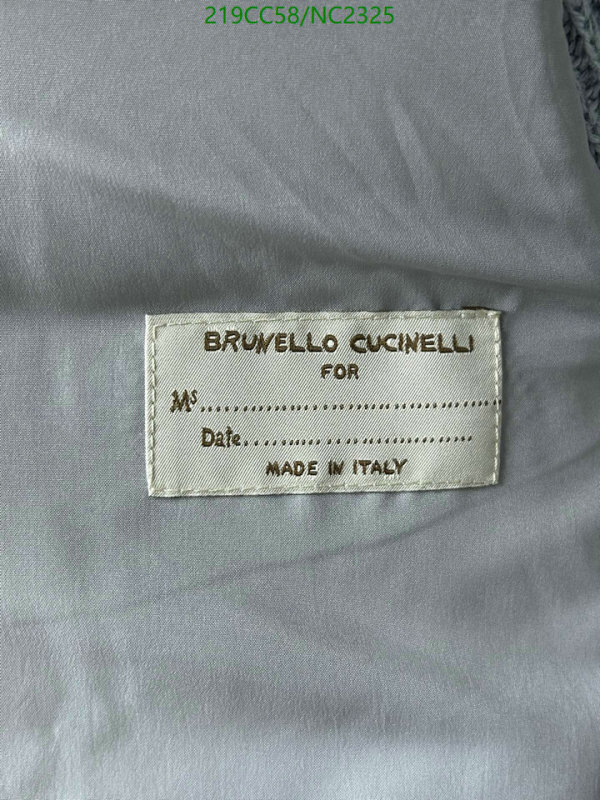 219CC58/NC2325
BRUNELLO CUCINELLI
FOR
Ms..........................................
Date.................................
MADE IN ITALY